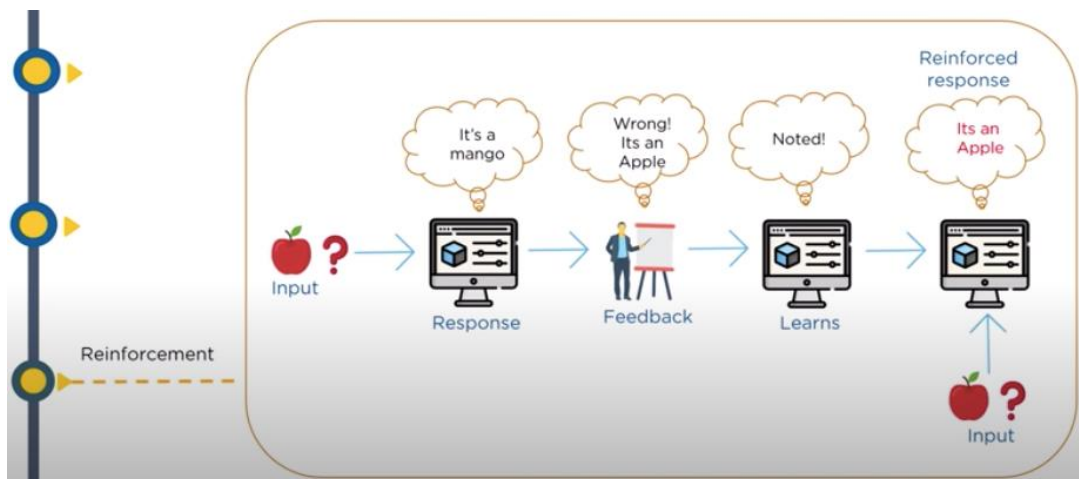 Reinforced
response
It's a
mango
Wrong!
Its an
Apple
Noted!
Its an
Apple
?
Input
Response
Feedback
Learns
Reinforcement
?
Input